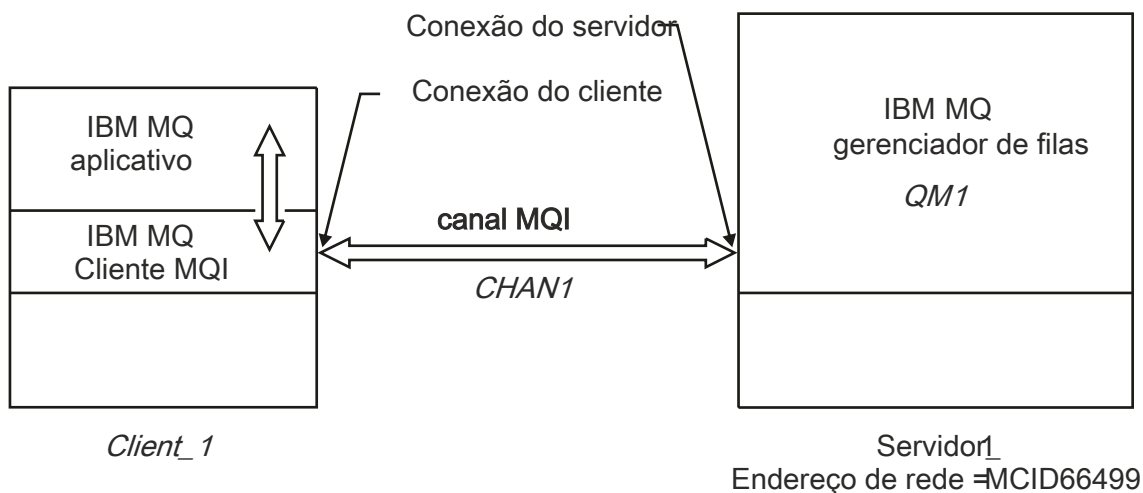 Conexão do servidor
Conexão do cliente
IBM MQ
aplicativo
IBM MQ
Cliente MQI
canal MQI
CHAN1
IBM MQ
gerenciador de filas
QM1
Client_1
Servidor_1
Endereço de rede =MCID66499